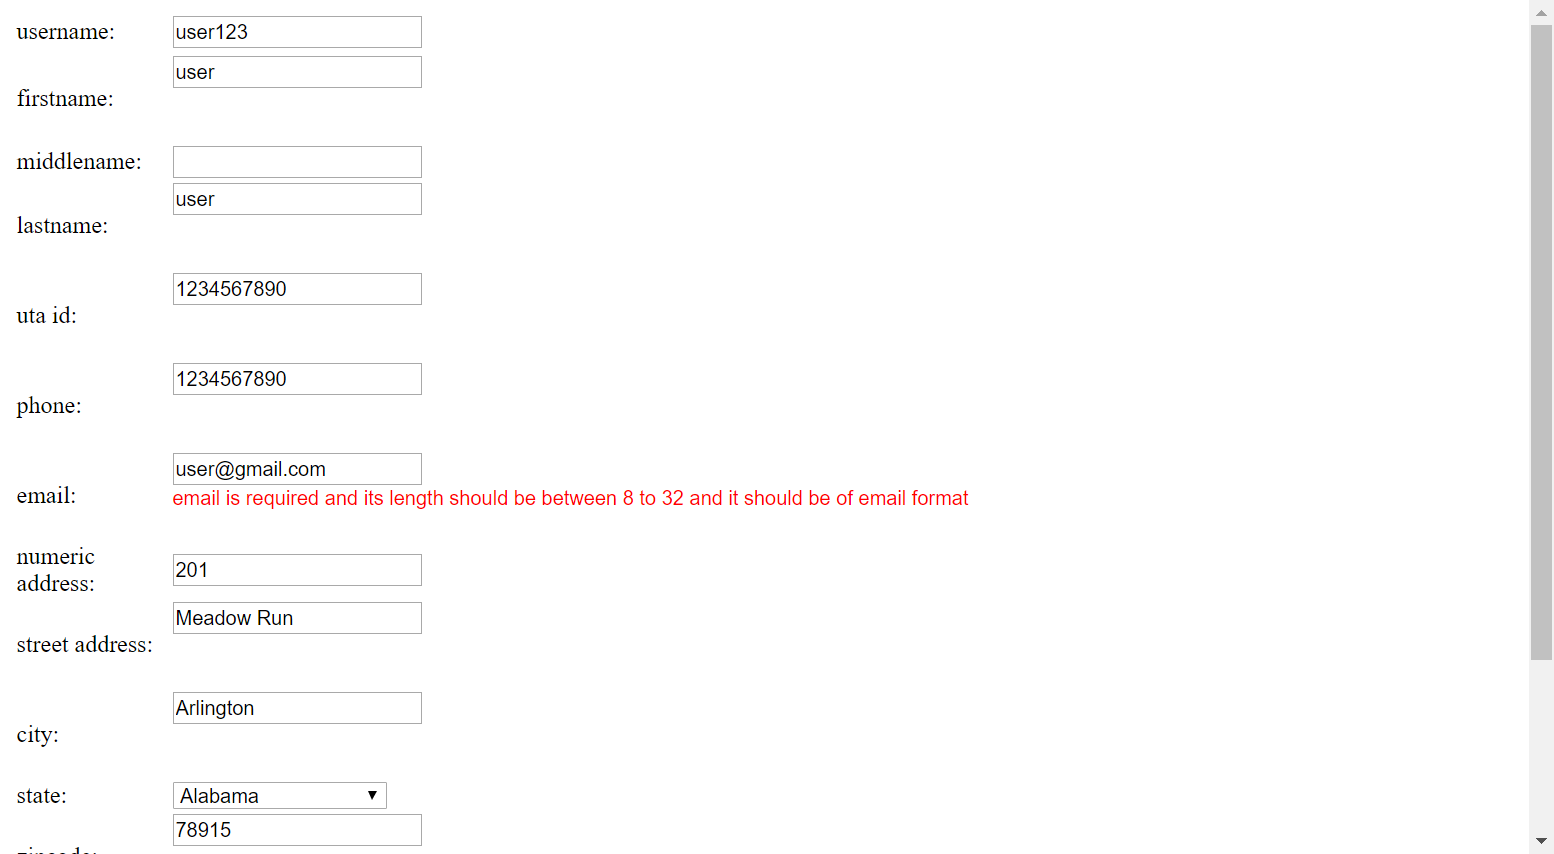 username: user123
user
firstname:
middlename:
user
lastname:
1234567890
uta id:
1234567890
phone:
user@gmail.com
email:
email is required and its length should be between 8 to 32 and it should be of email format
numeric
address:
201
Meadow Run
street address:
Arlington
city:
state: Alabama
78915